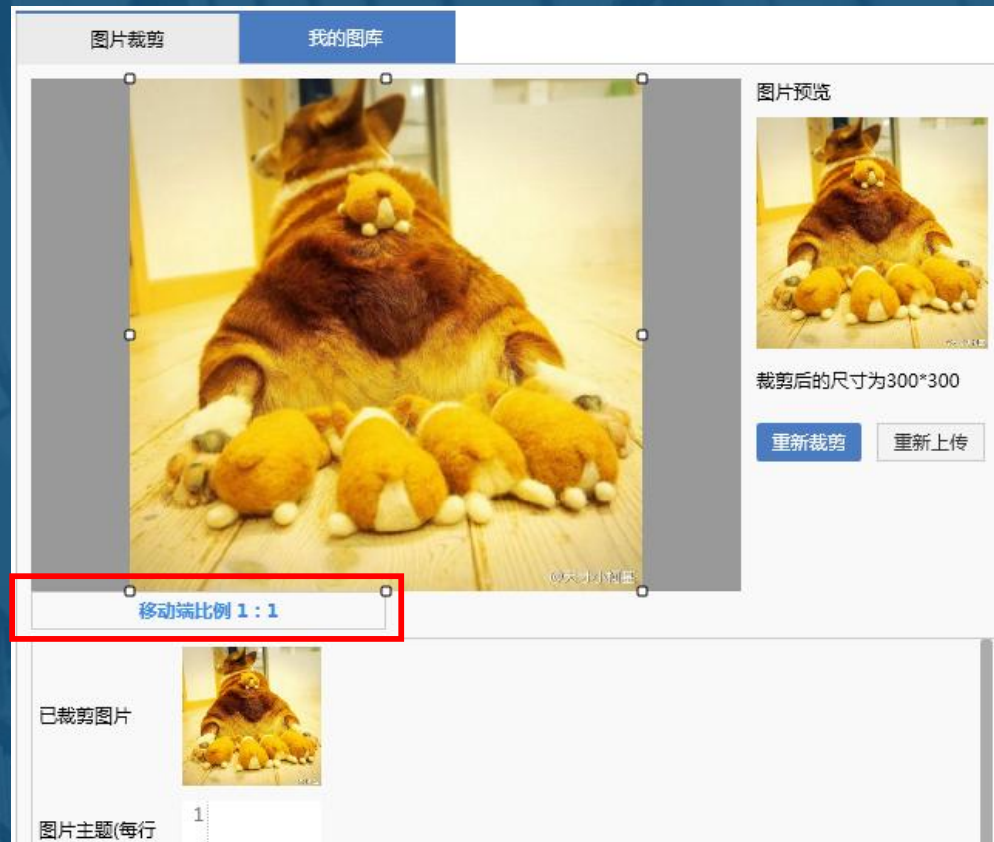 图片裁剪
我的图库
图片预览
裁剪后的尺寸为300*300
重新裁剪
重新上传
移动端比例 1：1
已裁剪图片
图片主题(每行
1